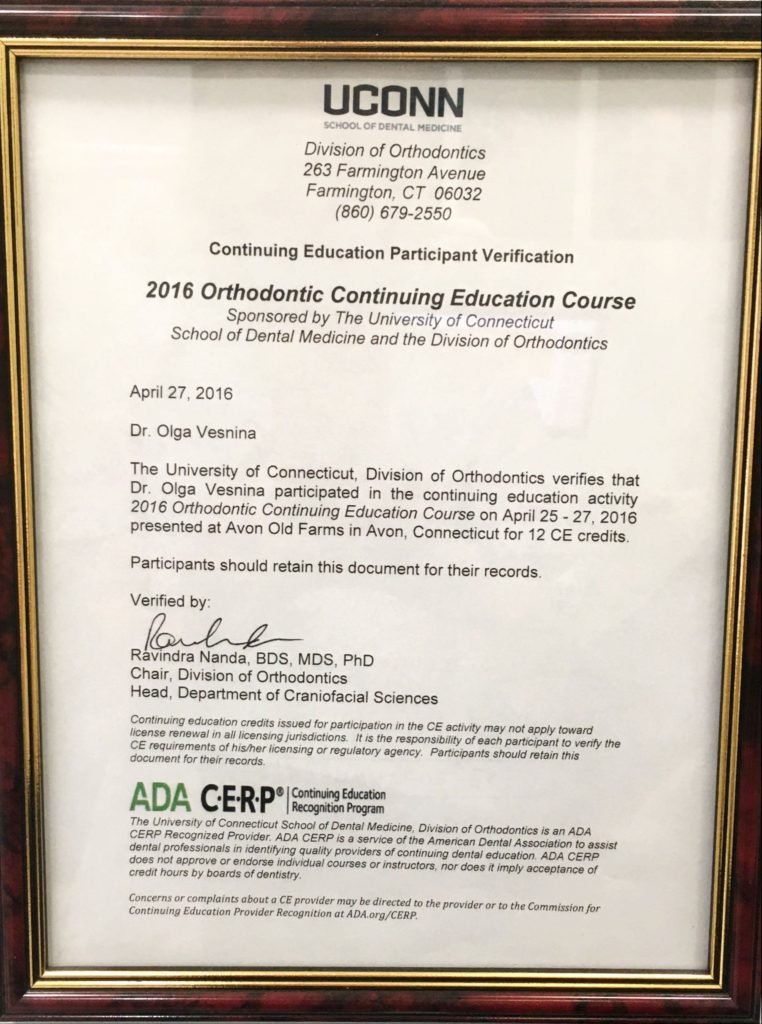 UCONN
SCHOOL OF DENTAL MEDICINE
Division of Orthodontics
263 Farmington Avenue
Farmington, CT 06032
(860) 679-2550
Continuing Education Participant Verification
2016 Orthodontic Continuing Education Course
Sponsored by The University of Connecticut
School of Dental Medicine and the Division of Orthodontics
April 27, 2016
Dr. Olga Vesnina
The University of Connecticut, Division of Orthodontics verifies that
Dr. Olga Vesnina participated in the continuing education activity
2016 Orthodontic Continuing Education Course on April 25 - 27, 2016
presented at Avon Old Farms in Avon, Connecticut for 12 CE credits.
Participants should retain this document for their records.
Verified by:
Ravindra Nanda, BDS, MDS, PhD
Chair, Division of Orthodontics
Head, Department of Craniofacial Sciences
Continuing education credits issued for participation in the CE activity may not apply toward
license renewal in all licensing jurisdictions. It is the responsibility of each participant to verify the
CE requirements of his/her licensing or regulatory agency. Participants should retain this
document for their records.
ADA C·E·R·P® | Continuing Education
Recognition Program
The University of Connecticut School of Dental Medicine, Division of Orthodontics is an ADA
CERP Recognized Provider. ADA CERP is a service of the American Dental Association to assist
dental professionals in identifying quality providers of continuing dental education. ADA CERP
does not approve or endorse individual courses or instructors, nor does it imply acceptance of
credit hours by boards of dentistry.
Concerns or complaints about a CE provider may be directed to the provider or to the Commission for
Continuing Education Provider Recognition at ADA.org/CERP.